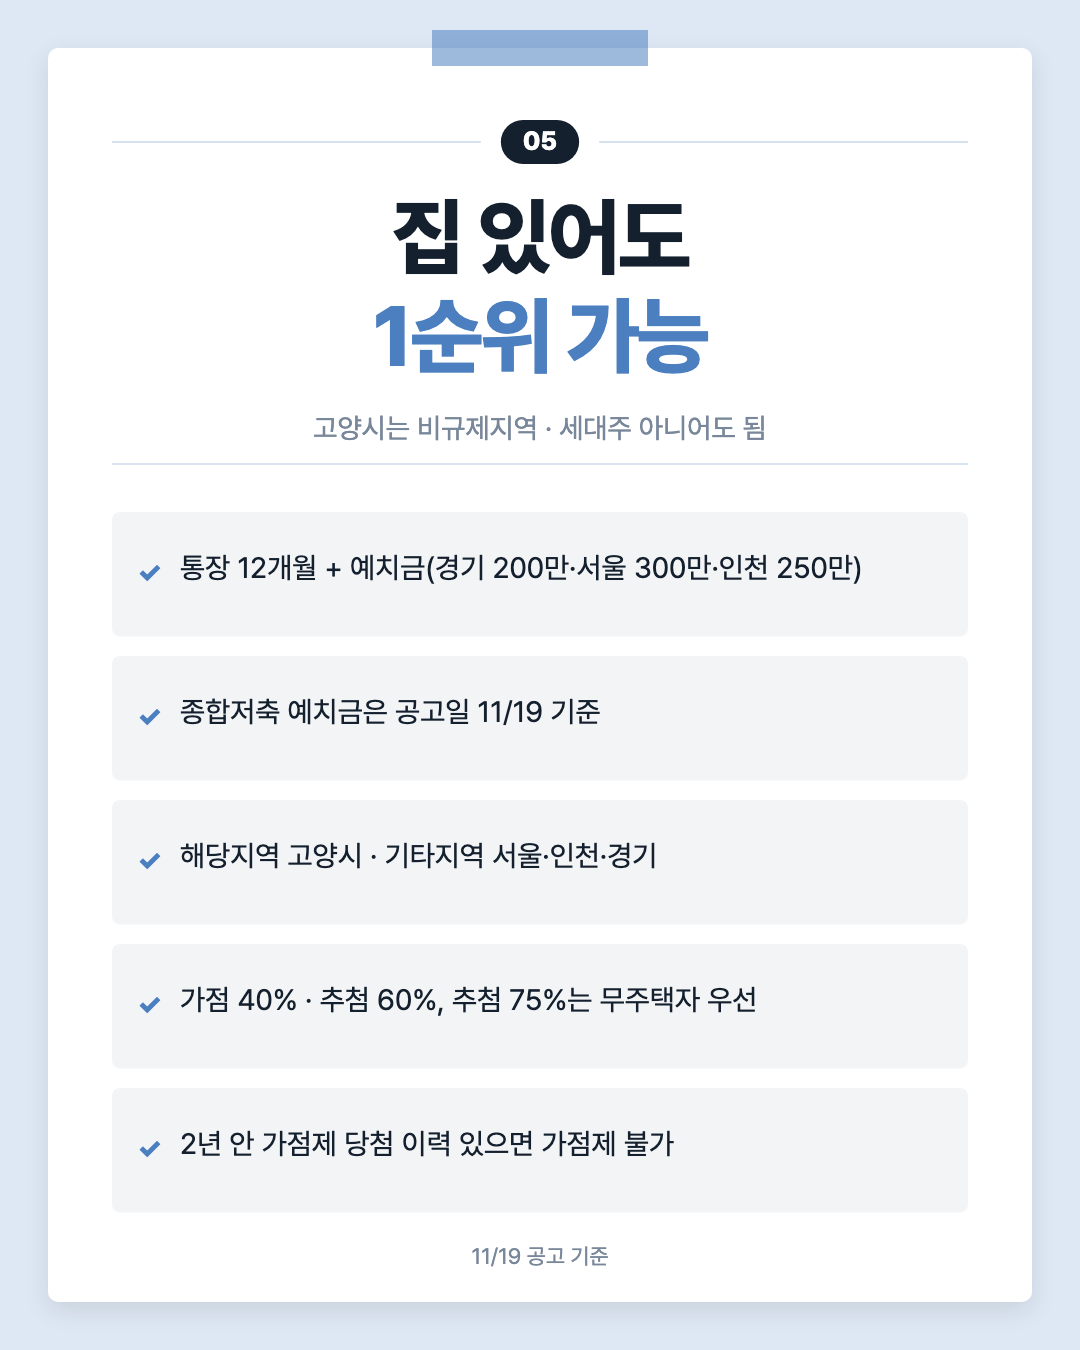 05
집 있어도
1순위 가능
고양시는 비규제지역 · 세대주 아니어도 됨
통장 12개월 + 예치금(경기 200만·서울 300만·인천 250만)
종합저축 예치금은 공고일 11/19 기준
해당지역 고양시 · 기타지역 서울·인천·경기
가점 40% · 추첨 60%, 추첨 75%는 무주택자 우선
2년 안 가점제 당첨 이력 있으면 가점제 불가
11/19 공고 기준